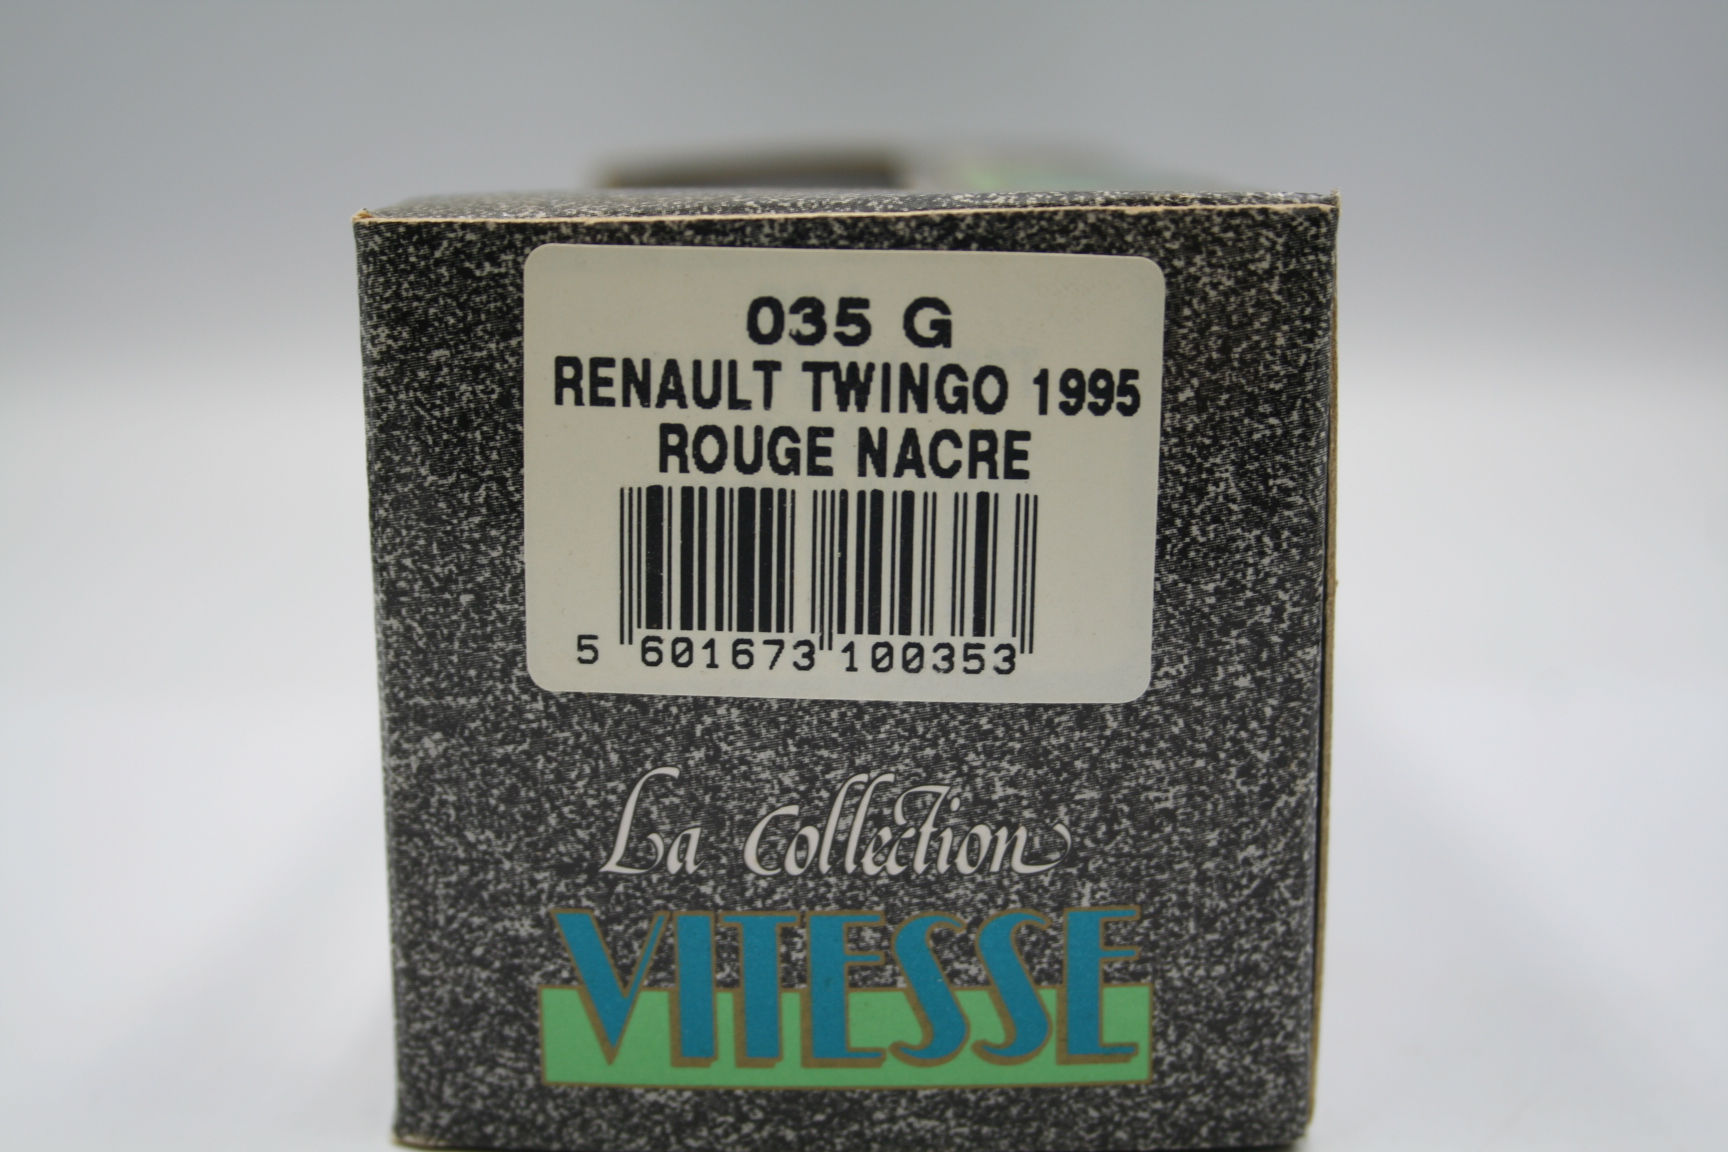 035 G
RENAULT TWINGO 1995
ROUGE NACRE
5 601673 100353
La Collection
VITESSE